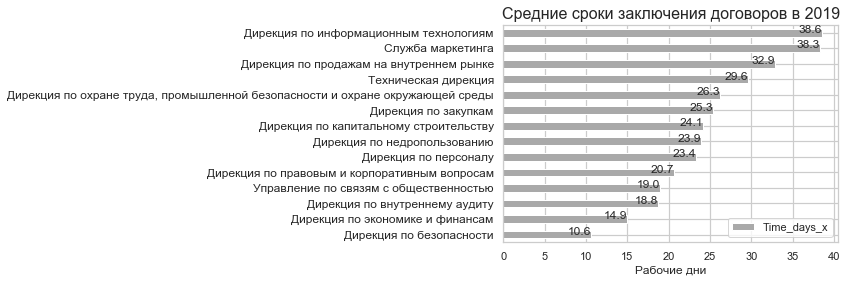 Средние сроки заключения договоров в 2019
Дирекция по информационным технологиям 38.6
Служба маркетинга 38.3
Дирекция по продажам на внутреннем рынке 32.9
Техническая дирекция 29.6
Дирекция по охране труда, промышленной безопасности и охране окружающей среды 26.3
Дирекция по закупкам 25.3
Дирекция по капитальному строительству 24.1
Дирекция по недропользованию 23.9
Дирекция по персоналу 23.4
Дирекция по правовым и корпоративным вопросам 20.7
Управление по связям с общественностью 19.0
Дирекция по внутреннему аудиту 18.8
Дирекция по экономике и финансам 14.9
Дирекция по безопасности 10.6
Time_days_x
0 5 10 15 20 25 30 35 40
Рабочие дни